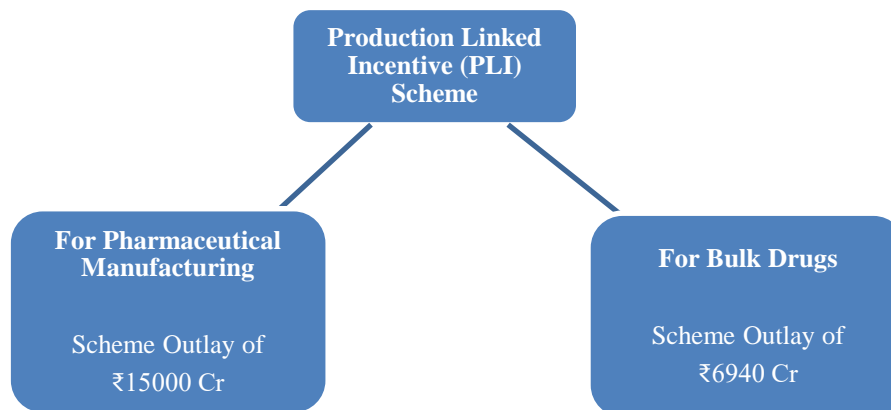 Production Linked
Incentive (PLI)
Scheme
For Pharmaceutical
Manufacturing
Scheme Outlay of
₹15000 Cr
For Bulk Drugs
Scheme Outlay of
₹6940 Cr